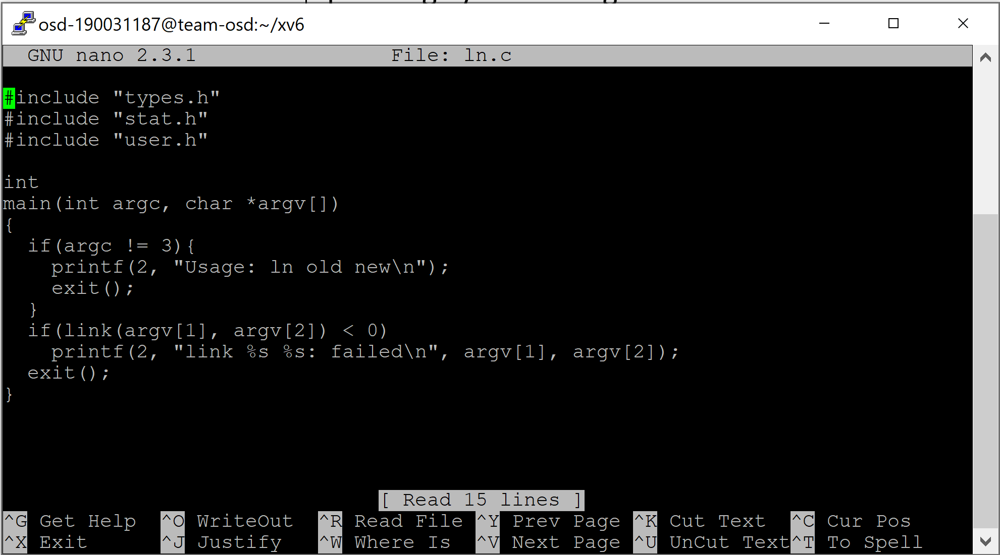 osd-190031187@team-osd:~/xv6
GNU nano 2.3.1 File: ln.c
#include "types.h"
#include "stat.h"
#include "user.h"
int
main(int argc, char *argv[])
{
  if(argc != 3){
    printf(2, "Usage: ln old new\n");
    exit();
  }
  if(link(argv[1], argv[2]) < 0)
    printf(2, "link %s %s: failed\n", argv[1], argv[2]);
  exit();
}
[ Read 15 lines ]
^G Get Help ^O WriteOut ^R Read File ^Y Prev Page ^K Cut Text ^C Cur Pos
^X Exit ^J Justify ^W Where Is ^V Next Page ^U UnCut Text ^T To Spell